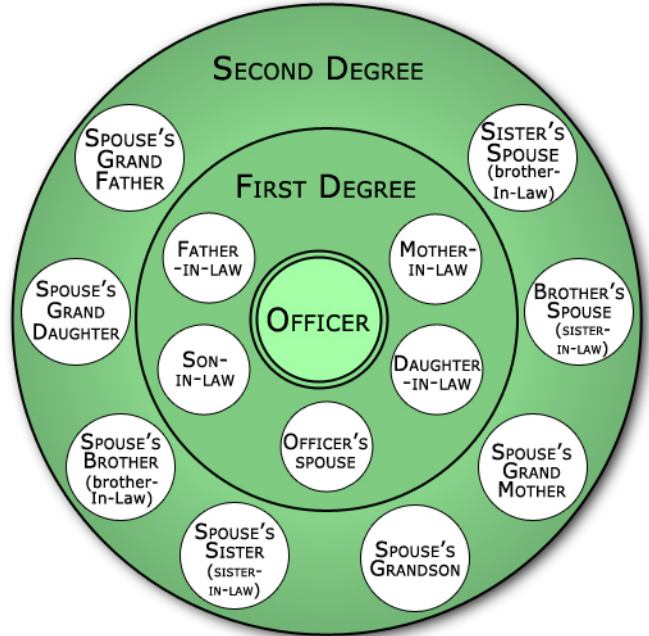 SECOND DEGREE
SPOUSE'S
GRAND
FATHER
SISTER'S
SPOUSE
(brother-
In-Law)
FIRST DEGREE
FATHER
-IN-LAW
MOTHER-
IN-LAW
SPOUSE'S
GRAND
DAUGHTER
OFFICER
BROTHER'S
SPOUSE
(SISTER-
IN-LAW)
SON-
IN-LAW
DAUGHTER
-IN-LAW
SPOUSE'S
BROTHER
(brother-
In-Law)
OFFICER'S
SPOUSE
SPOUSE'S
GRAND
MOTHER
SPOUSE'S
SISTER
(SISTER-
IN-LAW)
SPOUSE'S
GRANDSON